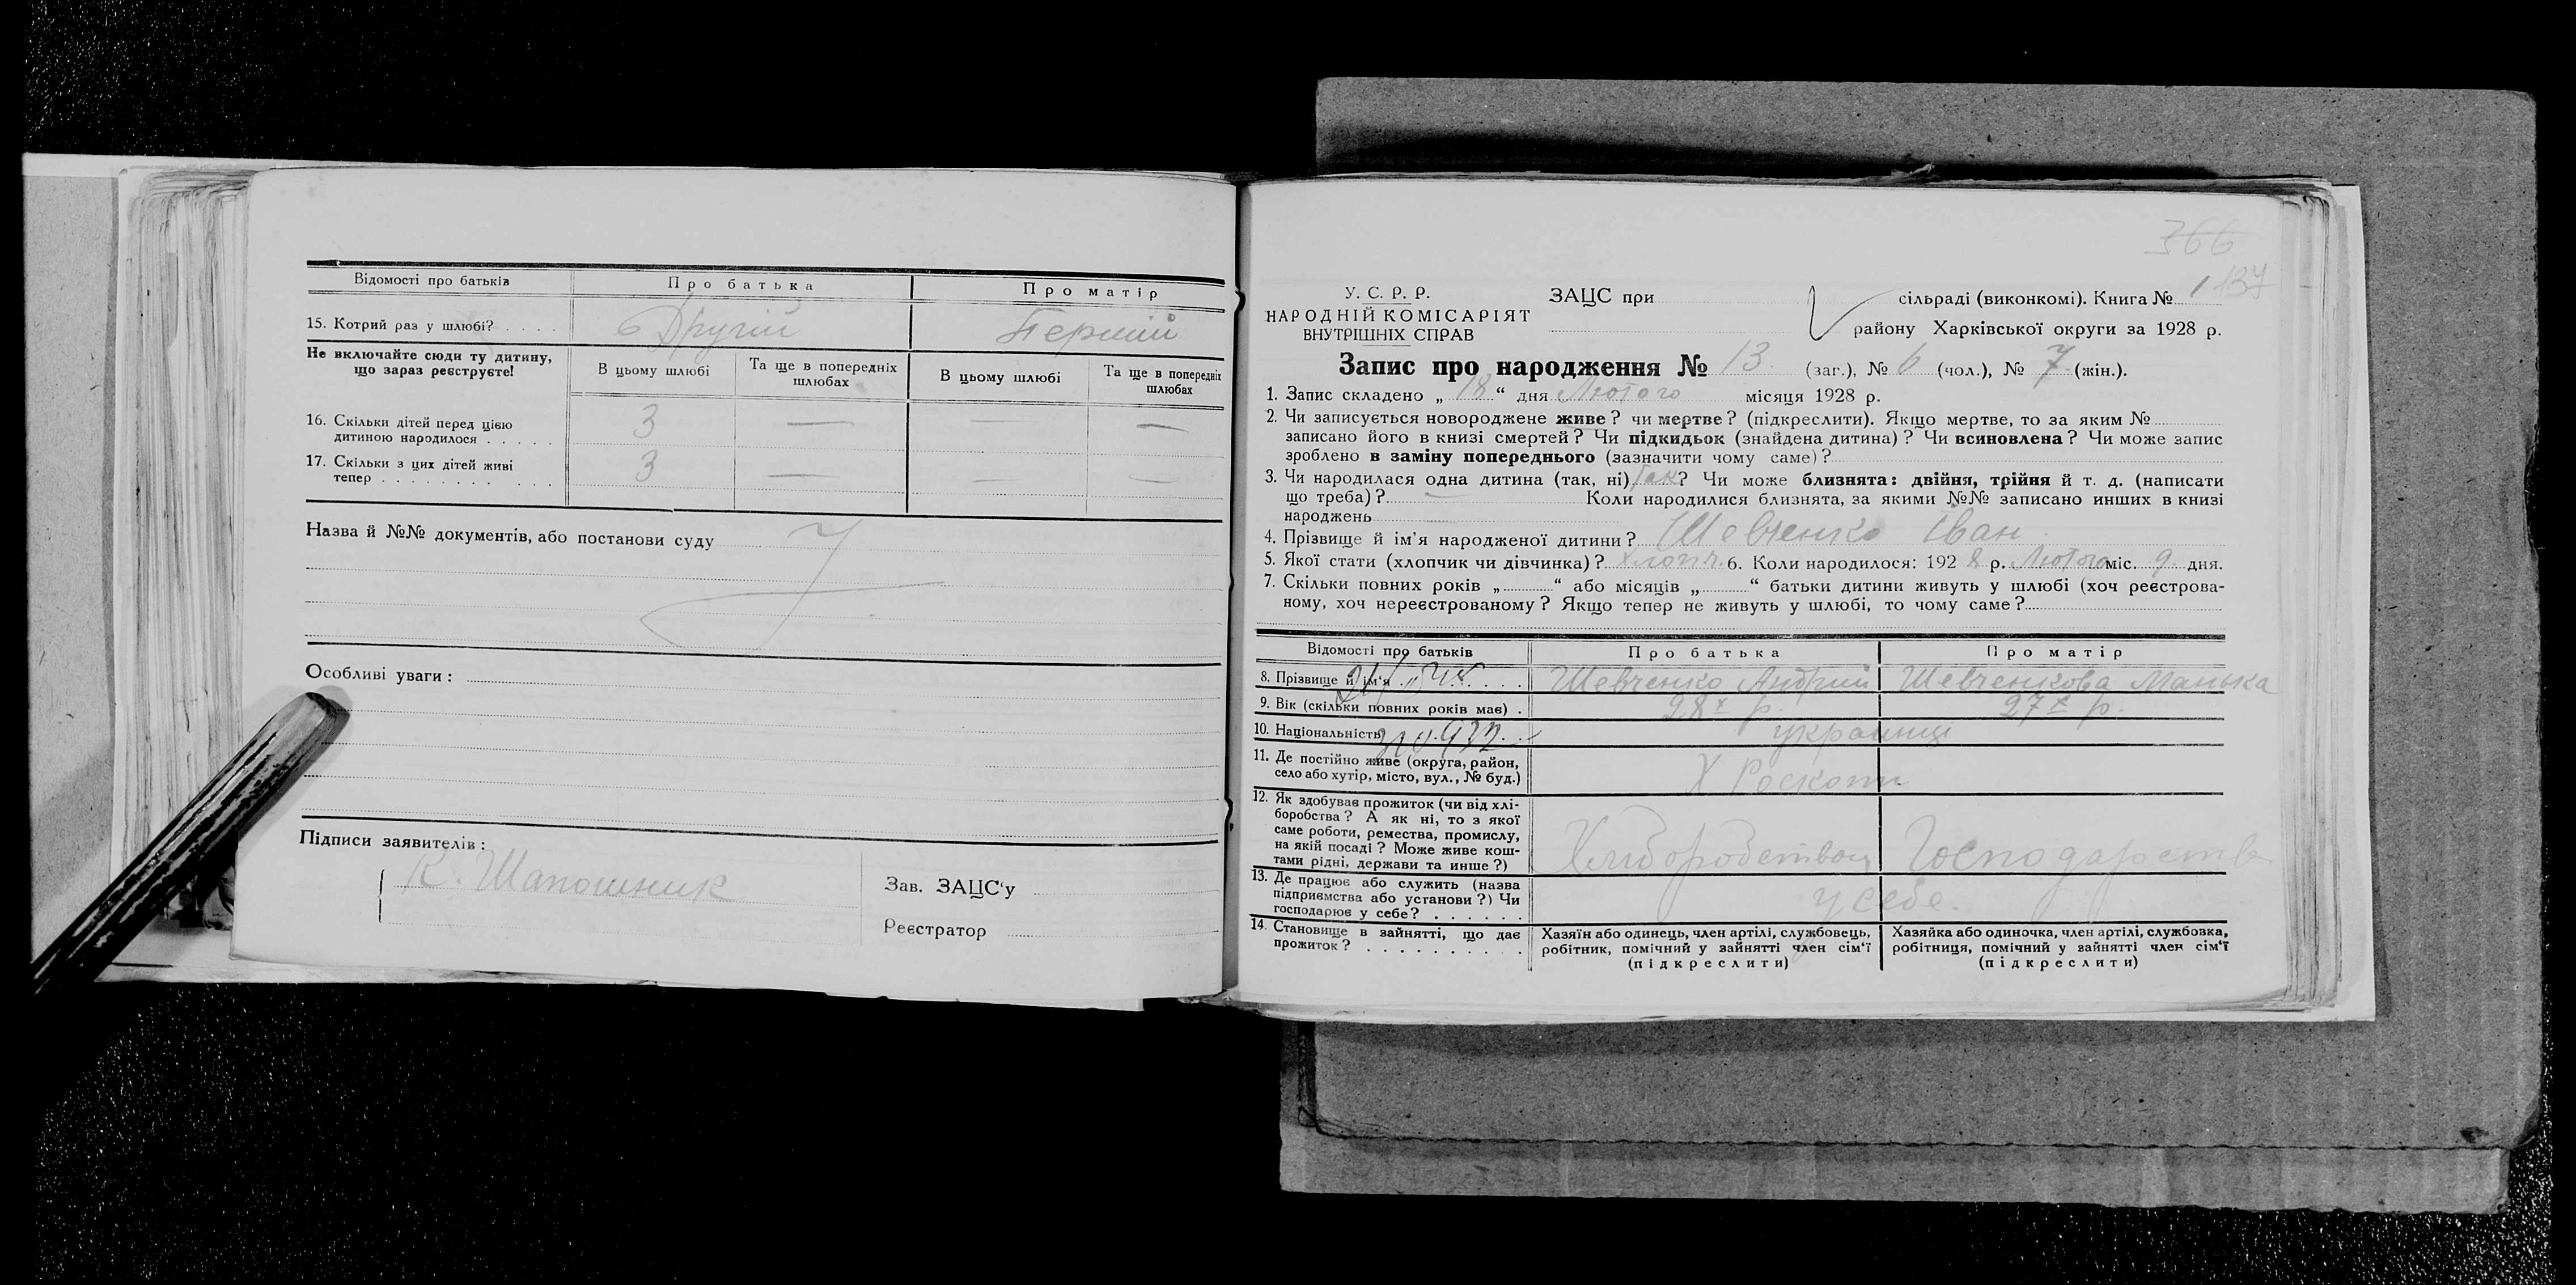 Відомості про батьків Про батька Про матір
15. Котрий раз у шлюбі? . . . . Другій Перший
Не включайте сюди ту дитину,
що зараз реєструєте!
В цьому шлюбі Та ще в попередніх шлюбах В цьому шлюбі Та ще в попередніх шлюбах
16. Скільки дітей перед цією
дитиною народилося . . . . . 3 — — —
17. Скільки з цих дітей живі
тепер . . . . . . . . . . . 3 — — —
Назва й №№ документів, або постанови суду
Особливі уваги:
Підписи заявителів:
К. Шапошник
Зав. ЗАЦС'у
Реєстратор
366
137
У. С. Р. Р.
НАРОДНІЙ КОМІСАРІЯТ
ВНУТРІШНІХ СПРАВ
ЗАЦС при сільраді (виконкомі). Книга № 1
району Харківської округи за 1928 р.
Запис про народження № 13 (заг.), № 6 (чол.), № 7 (жін.).
1. Запис складено „ 18 “ дня Лютого місяця 1928 р.
2. Чи записується новороджене живе? чи мертве? (підкреслити). Якщо мертве, то за яким №
записано його в книзі смертей? Чи підкидьок (знайдена дитина)? Чи всиновлена? Чи може запис
зроблено в заміну попереднього (зазначити чому саме)?
3. Чи народилася одна дитина (так, ні) Так? Чи може близнята: двійня, трійня й т. д. (написати
що треба)? — Коли народилися близнята, за якими №№ записано инших в книзі
народжень
4. Прізвище й ім'я народженої дитини? Шевченко Іван
5. Якої стати (хлопчик чи дівчинка)? Хлопч. 6. Коли народилося: 1928 р. Лютого міс. 9 дня.
7. Скільки повних років „ “ або місяців „ “ батьки дитини живуть у шлюбі (хоч реєстрова-
ному, хоч нереєстрованому? Якщо тепер не живуть у шлюбі, то чому саме?
Відомості про батьків Про батька Про матір
8. Прізвище й ім'я . . . . Шевченко Андрій Шевченкова Манька
9. Вік (скільки повних років має) . 28х р. 27х р.
10. Національність українці
11. Де постійно живе (округа, район,
село або хутір, місто, вул., № буд.) Х Роскопи
12. Як здобуває прожиток (чи від хлі-
боробства? А як ні, то з якої
саме роботи, ремества, промислу,
на якій посаді? Може живе кош-
тами рідні, держави та инше?) Хлиборобством Господарство
13. Де працює або служить (назва
підприємства або установи?) Чи
господарює у себе? . . . . . . у себе.
14. Становище в зайнятті, що дає
прожиток? . . . . . . . . . .
Хазяїн або одинець, член артілі, службовець,
робітник, помічний у зайнятті член сім'ї
(підкреслити)
Хазяйка або одиночка, член артілі, службовка,
робітниця, помічний у зайнятті член сім'ї
(підкреслити)